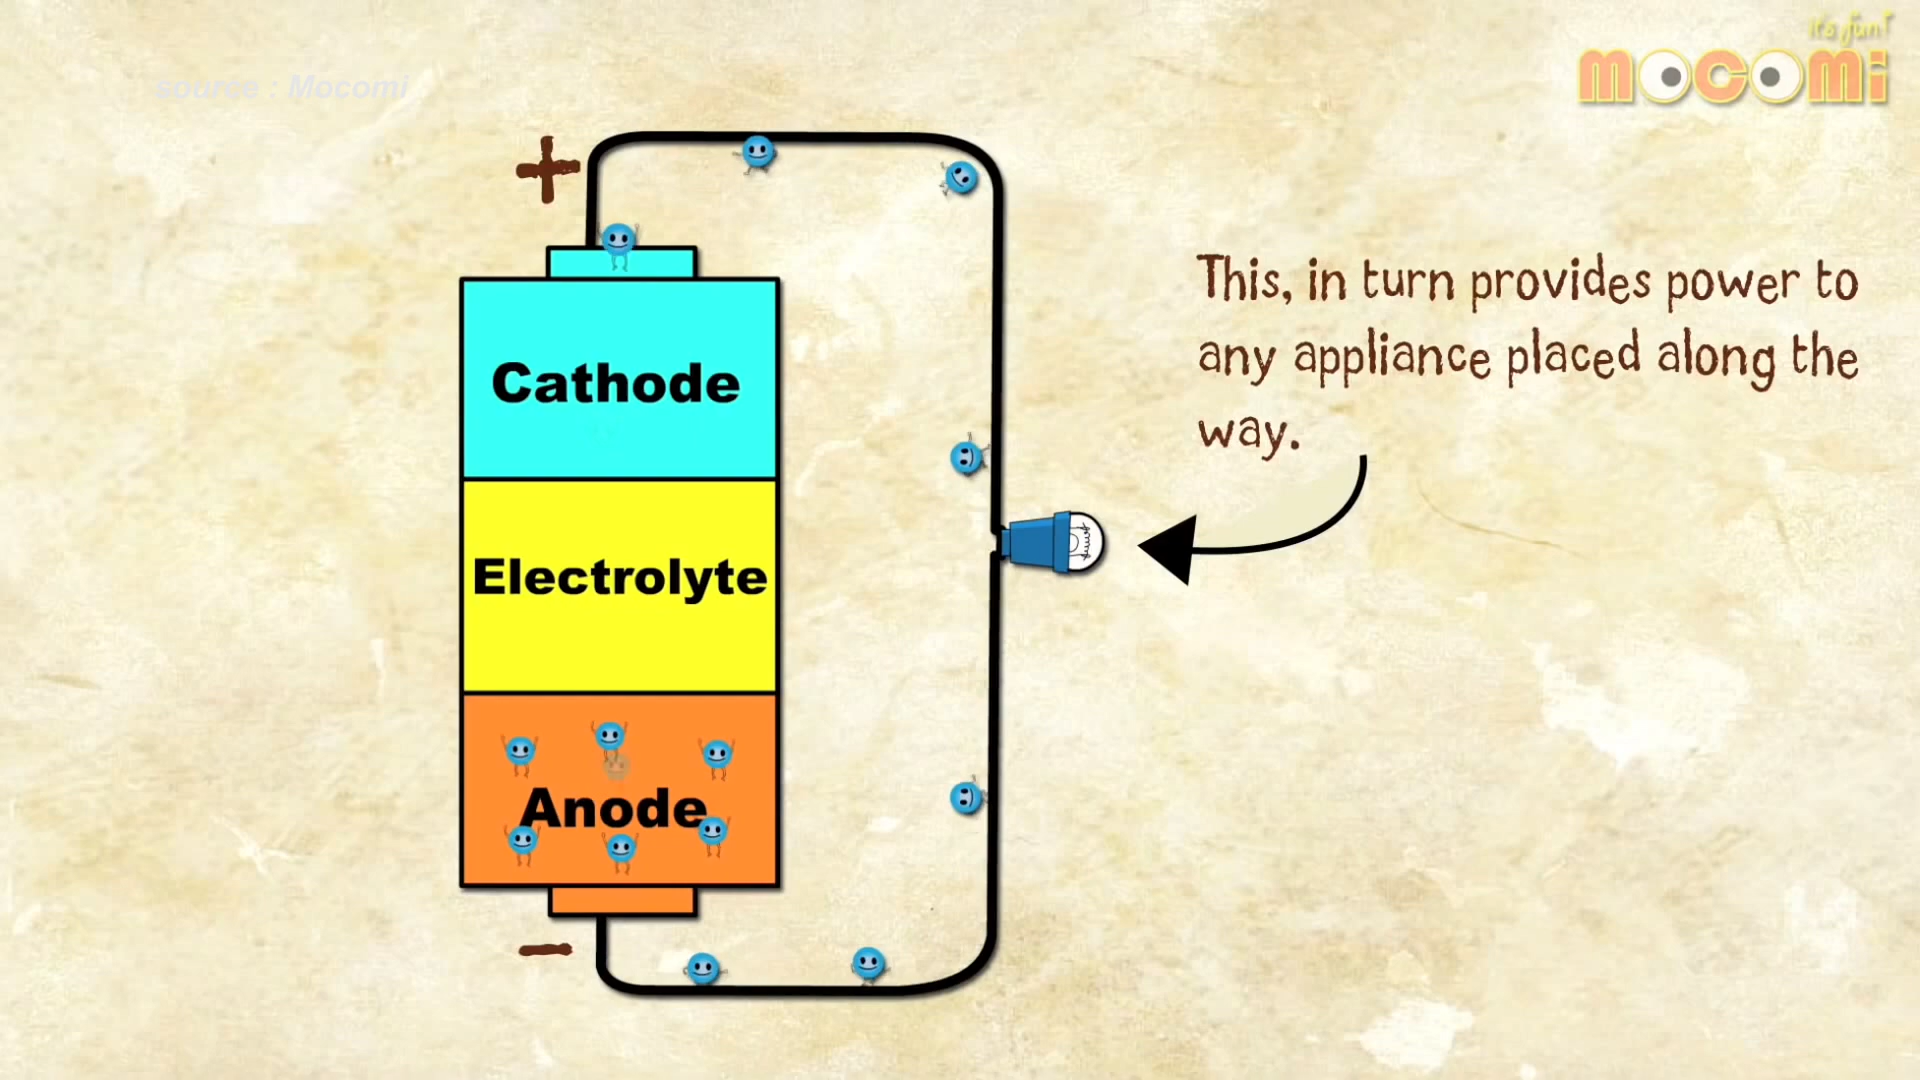 it's fun!
mocomi
source : Mocomi
+
This, in turn provides power to
any appliance placed along the
way.
Cathode
Electrolyte
Anode
−